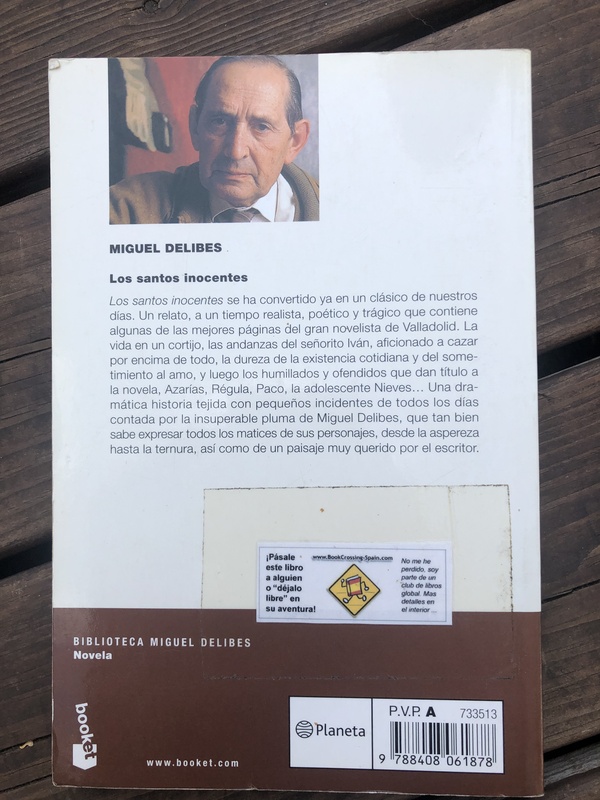 MIGUEL DELIBES
Los santos inocentes
Los santos inocentes se ha convertido ya en un clásico de nuestros
días. Un relato, a un tiempo realista, poético y trágico que contiene
algunas de las mejores páginas del gran novelista de Valladolid. La
vida en un cortijo, las andanzas del señorito Iván, aficionado a cazar
por encima de todo, la dureza de la existencia cotidiana y del some-
timiento al amo, y luego los humillados y ofendidos que dan título a
la novela, Azarías, Régula, Paco, la adolescente Nieves... Una dra-
mática historia tejida con pequeños incidentes de todos los días
contada por la insuperable pluma de Miguel Delibes, que tan bien
sabe expresar todos los matices de sus personajes, desde la aspereza
hasta la ternura, así como de un paisaje muy querido por el escritor.
¡Pásale
este libro
a alguien
o "déjalo
libre" en
su aventura!
www.BookCrossing-Spain.com
No me he
perdido, soy
parte de un
club de libros
global. Mas
detalles en
el interior ...
BIBLIOTECA MIGUEL DELIBES
Novela
booket
www.booket.com
Planeta
P.V.P. A 733513
9 788408 061878